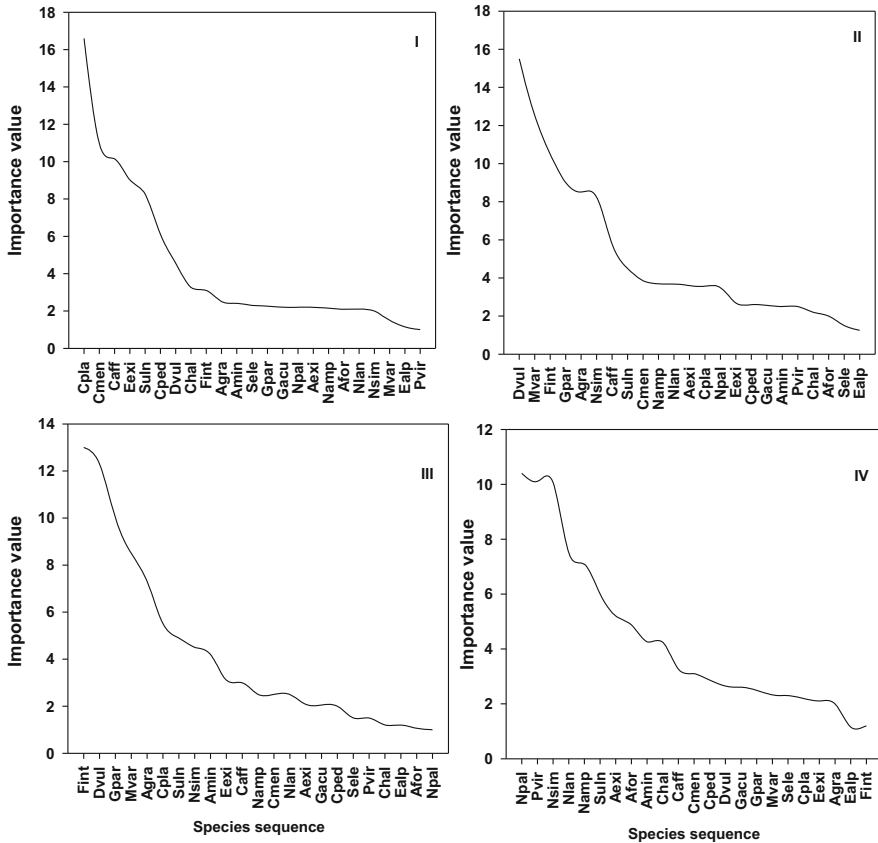 I
Importance value
18
16
14
12
10
8
6
4
2
0
Cpla Cmen Caff Eexi Suln Cped Dvul Chal Fint Agra Amin Sele Gpar Gacu Npal Aexi Namp Afor Nlan Nsim Mvar Ealp Pvir
II
Importance value
18
16
14
12
10
8
6
4
2
0
Dvul Mvar Fint Gpar Agra Nsim Caff Suln Cmen Namp Nlan Aexi Cpla Npal Eexi Cped Gacu Amin Pvir Chal Afor Sele Ealp
III
Importance value
14
12
10
8
6
4
2
0
Fint Dvul Gpar Mvar Agra Cpla Suln Nsim Amin Eexi Caff Namp Cmen Nlan Aexi Gacu Cped Sele Pvir Chal Ealp Afor Npal
Species sequence
IV
Importance value
12
10
8
6
4
2
0
Npal Pvir Nsim Nlan Namp Suln Aexi Afor Amin Chal Caff Cmen Cped Dvul Gacu Gpar Mvar Sele Cpla Eexi Agra Ealp Fint
Species sequence